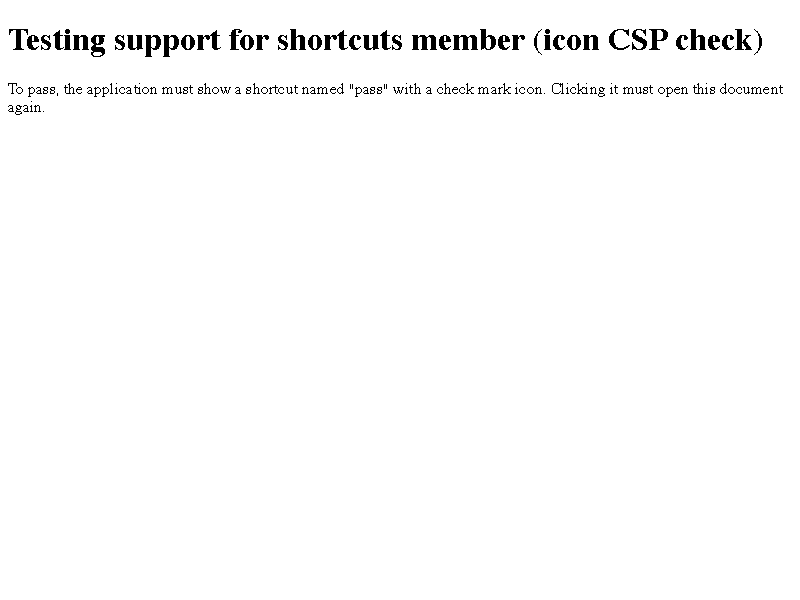 Testing support for shortcuts member (icon CSP check)
To pass, the application must show a shortcut named "pass" with a check mark icon. Clicking it must open this document
again.